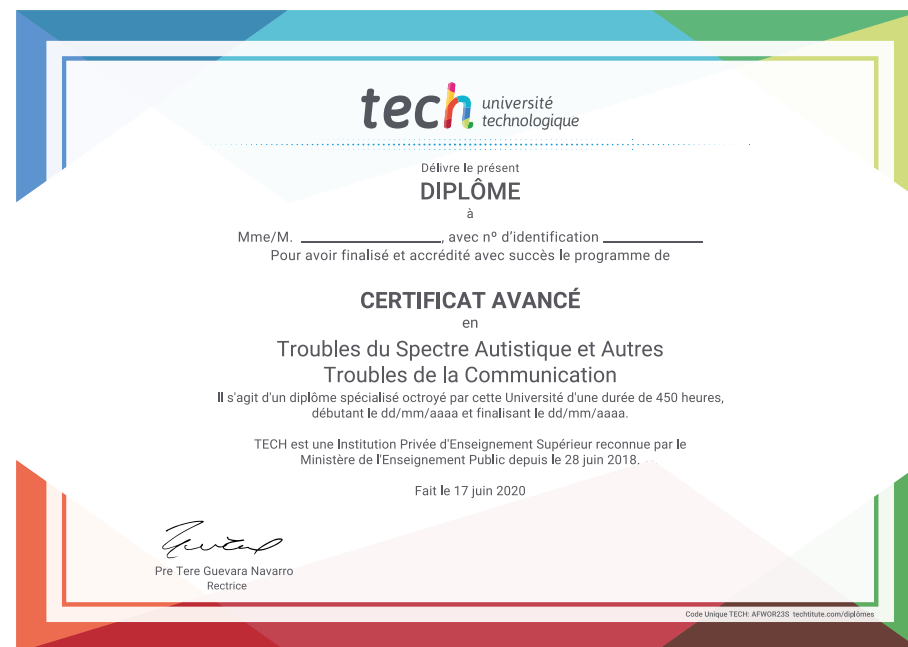 tech université
technologique
Délivre le présent
DIPLÔME
à
Mme/M. ____________________, avec nº d'identification ______________
Pour avoir finalisé et accrédité avec succès le programme de
CERTIFICAT AVANCÉ
en
Troubles du Spectre Autistique et Autres
Troubles de la Communication
Il s'agit d'un diplôme spécialisé octroyé par cette Université d'une durée de 450 heures,
débutant le dd/mm/aaaa et finalisant le dd/mm/aaaa.
TECH est une Institution Privée d'Enseignement Supérieur reconnue par le
Ministère de l'Enseignement Public depuis le 28 juin 2018.
Fait le 17 juin 2020
Pre Tere Guevara Navarro
Rectrice
Code Unique TECH: AFWOR23S techtitute.com/diplômes